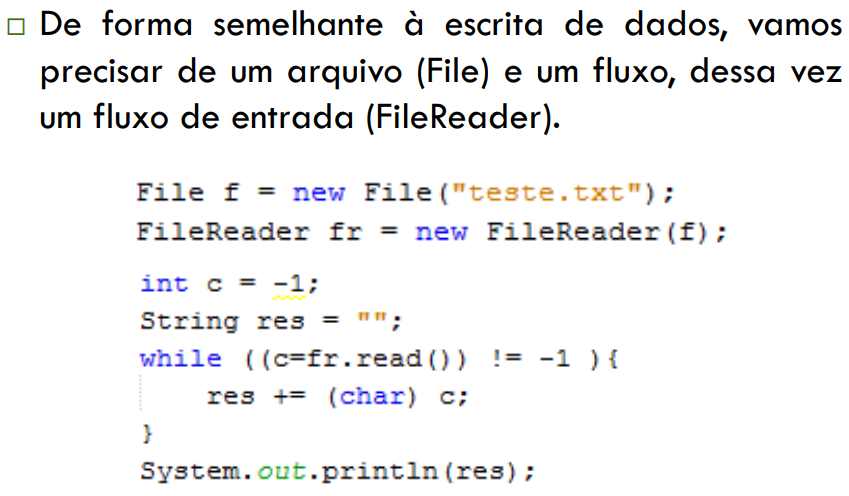 De forma semelhante à escrita de dados, vamos
precisar de um arquivo (File) e um fluxo, dessa vez
um fluxo de entrada (FileReader).
File f = new File("teste.txt");
FileReader fr = new FileReader(f);
int c = -1;
String res = "";
while ((c=fr.read()) != -1 ){
    res += (char) c;
}
System.out.println(res);